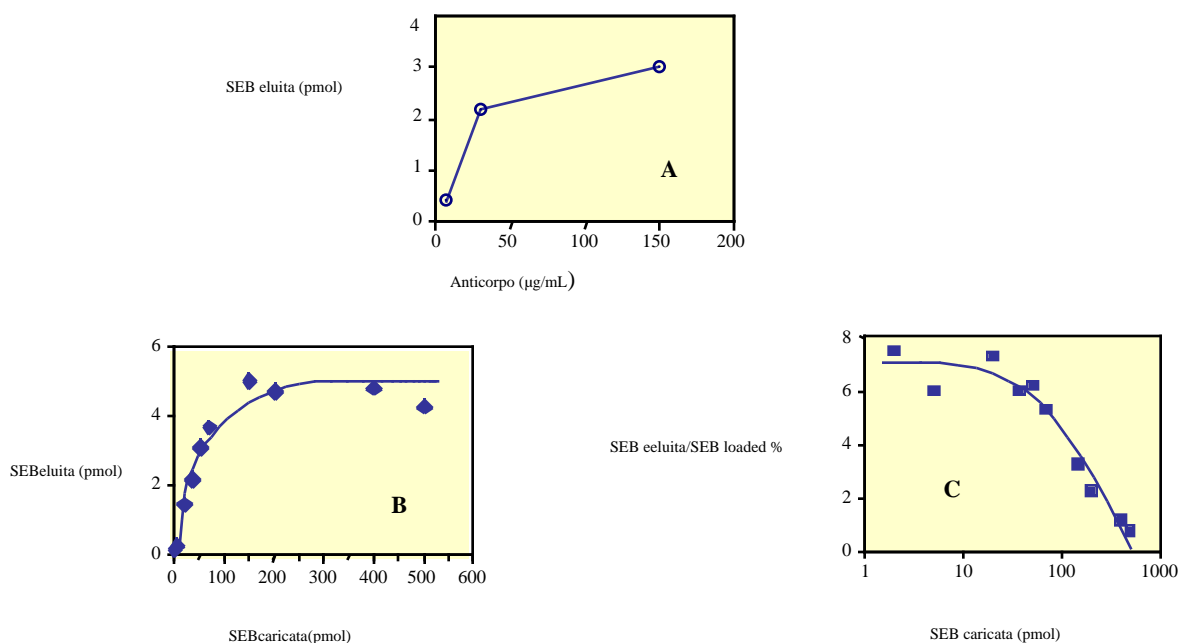 4
3
2
1
0
SEB eluita (pmol)
A
0 50 100 150 200
Anticorpo (µg/mL)
6
4
2
0
SEBeluita (pmol)
B
0 100 200 300 400 500 600
SEBcaricata(pmol)
8
6
4
2
0
SEB eeluita/SEB loaded %
C
1 10 100 1000
SEB caricata (pmol)